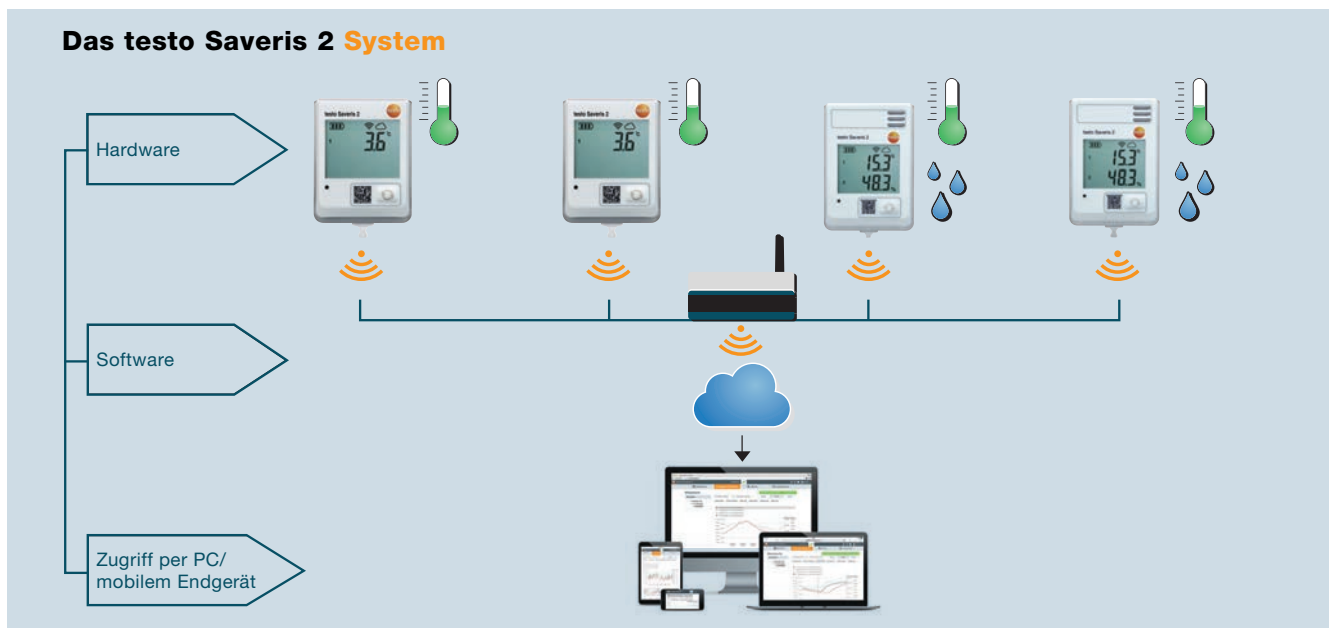 Das testo Saveris 2 System
Hardware
testo Saveris 2
3.6 °C
testo Saveris 2
3.6 °C
testo Saveris 2
15.3 °
48.3 %
testo Saveris 2
15.3 °
48.3 %
Software
Zugriff per PC/
mobilem Endgerät